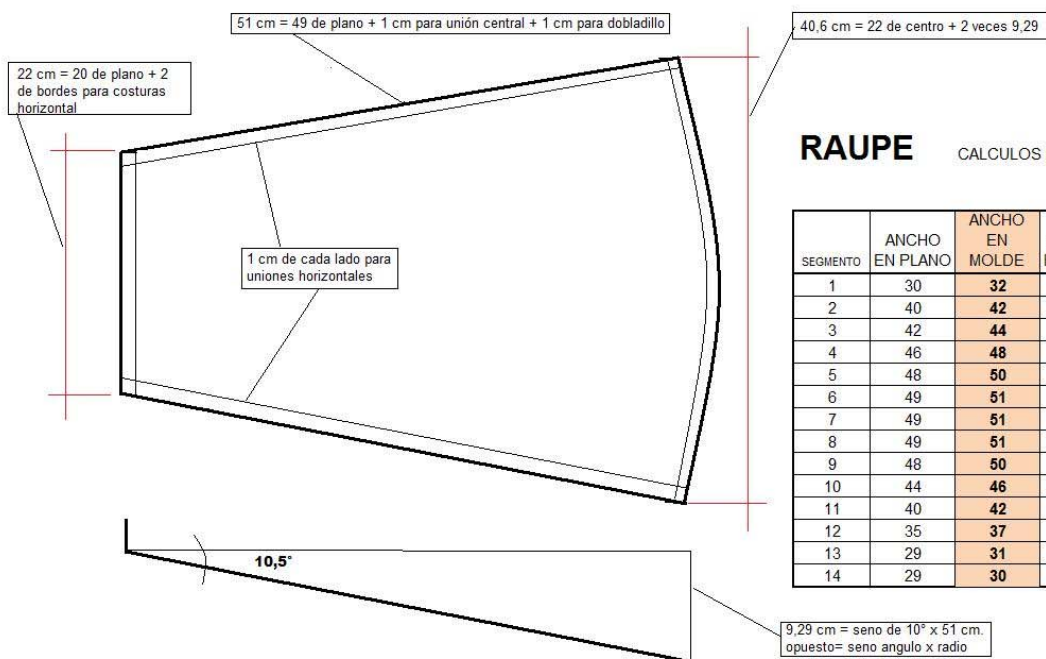 51 cm = 49 de plano + 1 cm para unión central + 1 cm para dobladillo
40,6 cm = 22 de centro + 2 veces 9,29
22 cm = 20 de plano + 2
de bordes para costuras
horizontal
RAUPE CALCULOS
1 cm de cada lado para
uniones horizontales
SEGMENTO ANCHO EN PLANO ANCHO EN MOLDE
1 30 32
2 40 42
3 42 44
4 46 48
5 48 50
6 49 51
7 49 51
8 49 51
9 48 50
10 44 46
11 40 42
12 35 37
13 29 31
14 29 30
10,5°
9,29 cm = seno de 10° x 51 cm.
opuesto= seno angulo x radio